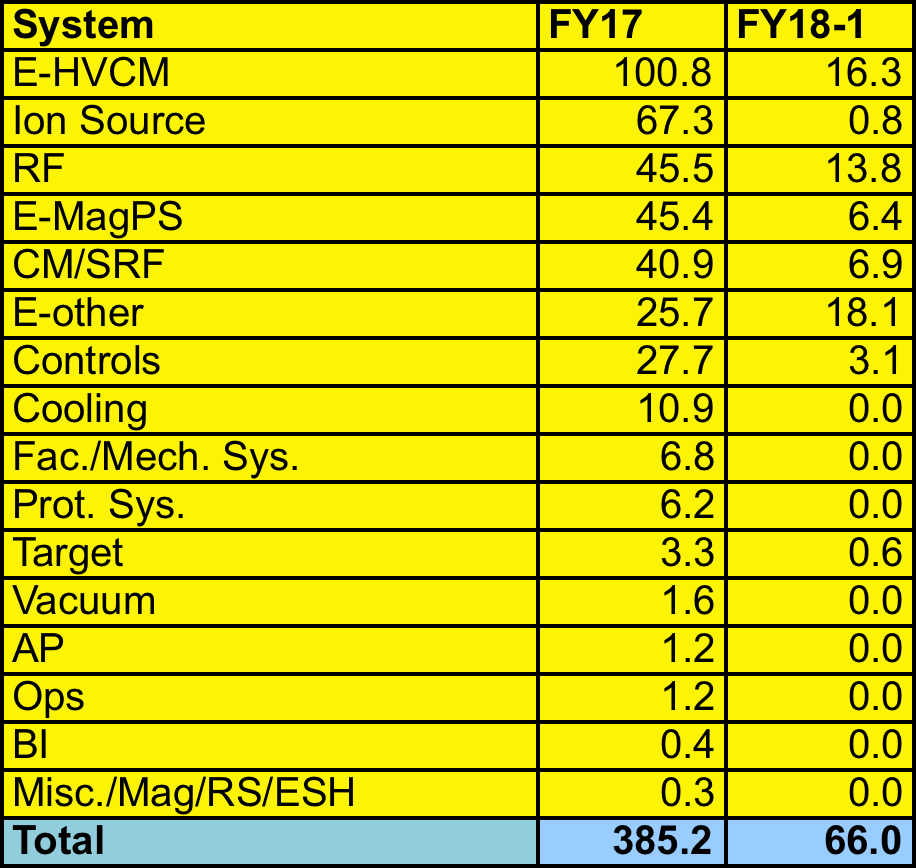 System FY17 FY18-1
E-HVCM 100.8 16.3
Ion Source 67.3 0.8
RF 45.5 13.8
E-MagPS 45.4 6.4
CM/SRF 40.9 6.9
E-other 25.7 18.1
Controls 27.7 3.1
Cooling 10.9 0.0
Fac./Mech. Sys. 6.8 0.0
Prot. Sys. 6.2 0.0
Target 3.3 0.6
Vacuum 1.6 0.0
AP 1.2 0.0
Ops 1.2 0.0
BI 0.4 0.0
Misc./Mag/RS/ESH 0.3 0.0
Total 385.2 66.0